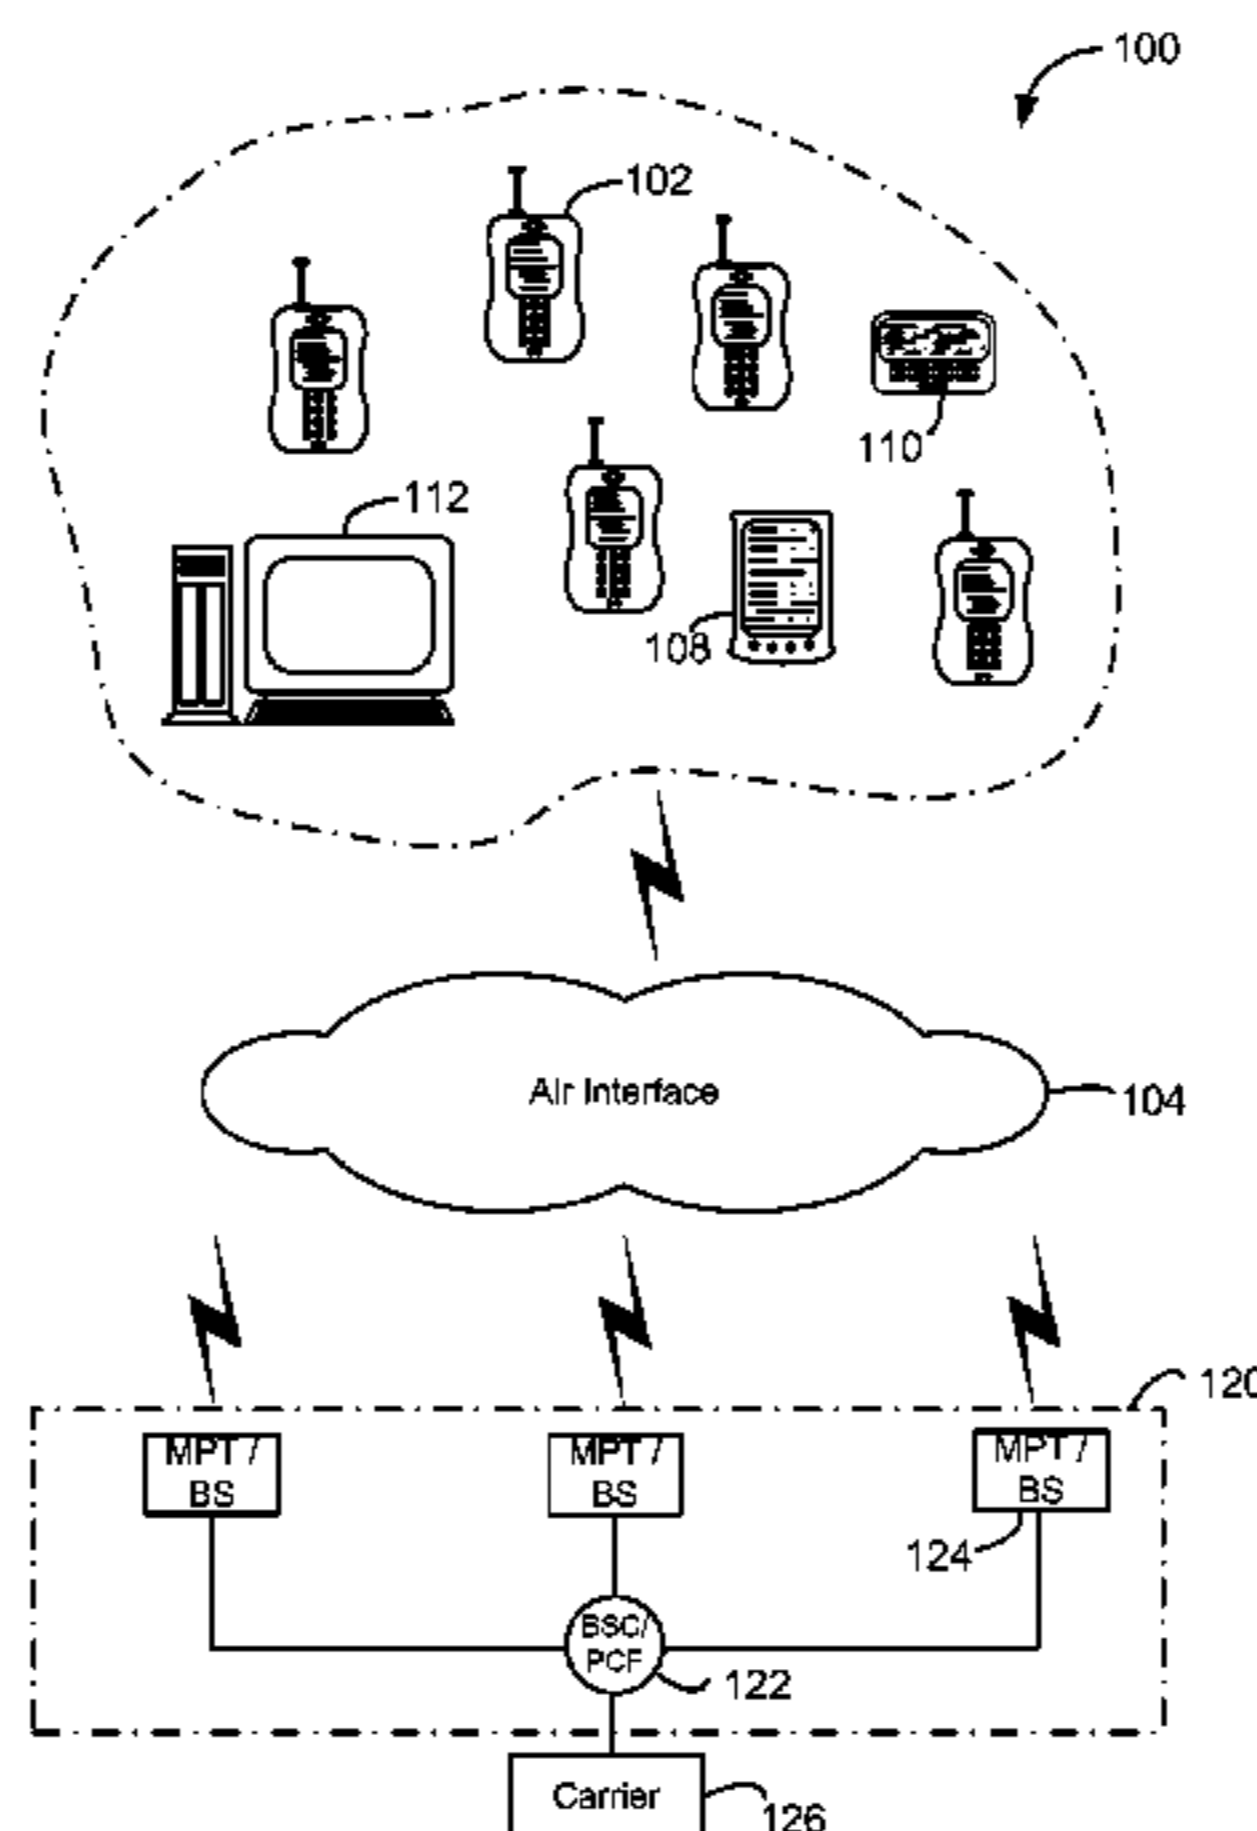 100
102
110
112
108
Air Interface
104
120
MPT /
BS
MPT /
BS
MPT /
BS
124
BSC/
PCF
122
Carrier
126